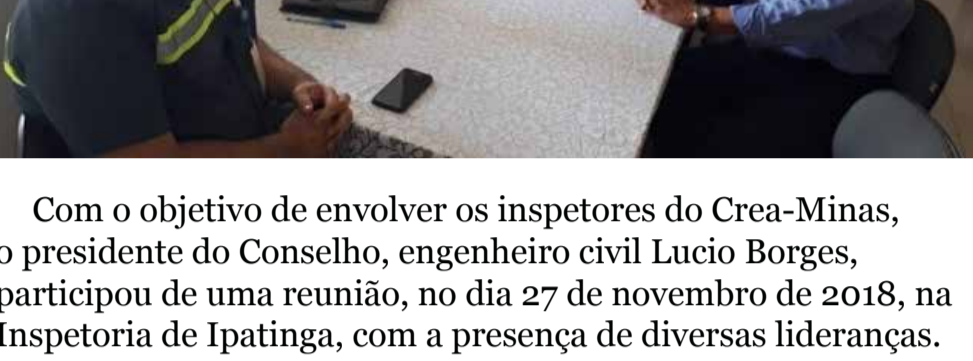 Com o objetivo de envolver os inspetores do Crea-Minas,
o presidente do Conselho, engenheiro civil Lucio Borges,
participou de uma reunião, no dia 27 de novembro de 2018, na
Inspetoria de Ipatinga, com a presença de diversas lideranças.